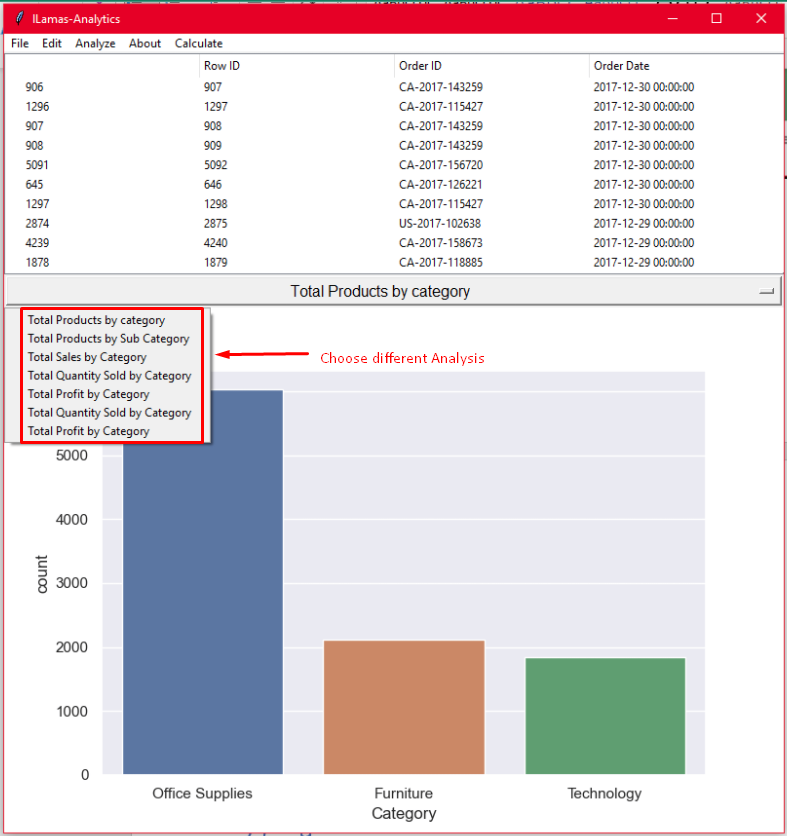 ILamas-Analytics
File Edit Analyze About Calculate
Row ID Order ID Order Date
906 907 CA-2017-143259 2017-12-30 00:00:00
1296 1297 CA-2017-115427 2017-12-30 00:00:00
907 908 CA-2017-143259 2017-12-30 00:00:00
908 909 CA-2017-143259 2017-12-30 00:00:00
5091 5092 CA-2017-156720 2017-12-30 00:00:00
645 646 CA-2017-126221 2017-12-30 00:00:00
1297 1298 CA-2017-115427 2017-12-30 00:00:00
2874 2875 US-2017-102638 2017-12-29 00:00:00
4239 4240 CA-2017-158673 2017-12-29 00:00:00
1878 1879 CA-2017-118885 2017-12-29 00:00:00
Total Products by category
Total Products by category
Total Products by Sub Category
Total Sales by Category
Total Quantity Sold by Category
Total Profit by Category
Total Quantity Sold by Category
Total Profit by Category
Choose different Analysis
5000
4000
3000
2000
1000
0
count
Office Supplies Furniture Technology
Category